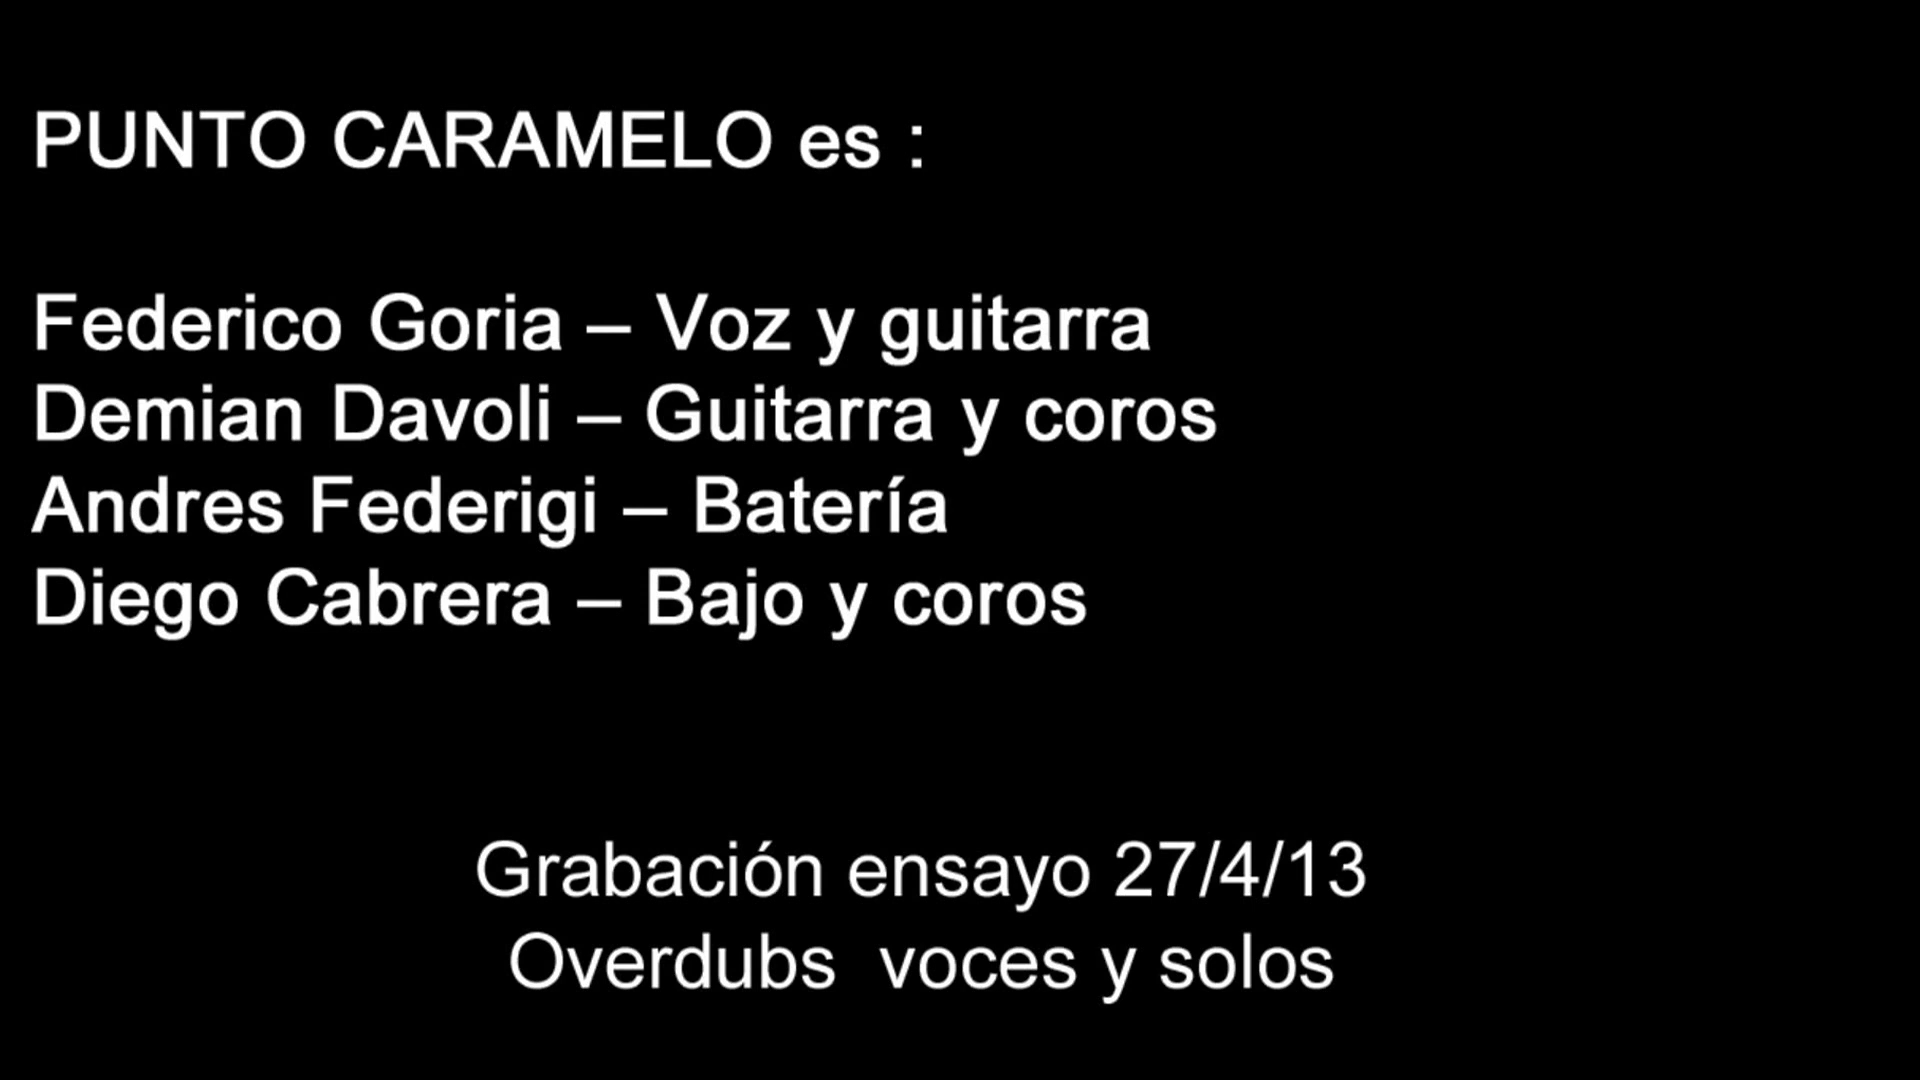 PUNTO CARAMELO es :
Federico Goria – Voz y guitarra
Demian Davoli – Guitarra y coros
Andres Federigi – Batería
Diego Cabrera – Bajo y coros
Grabación ensayo 27/4/13
Overdubs  voces y solos